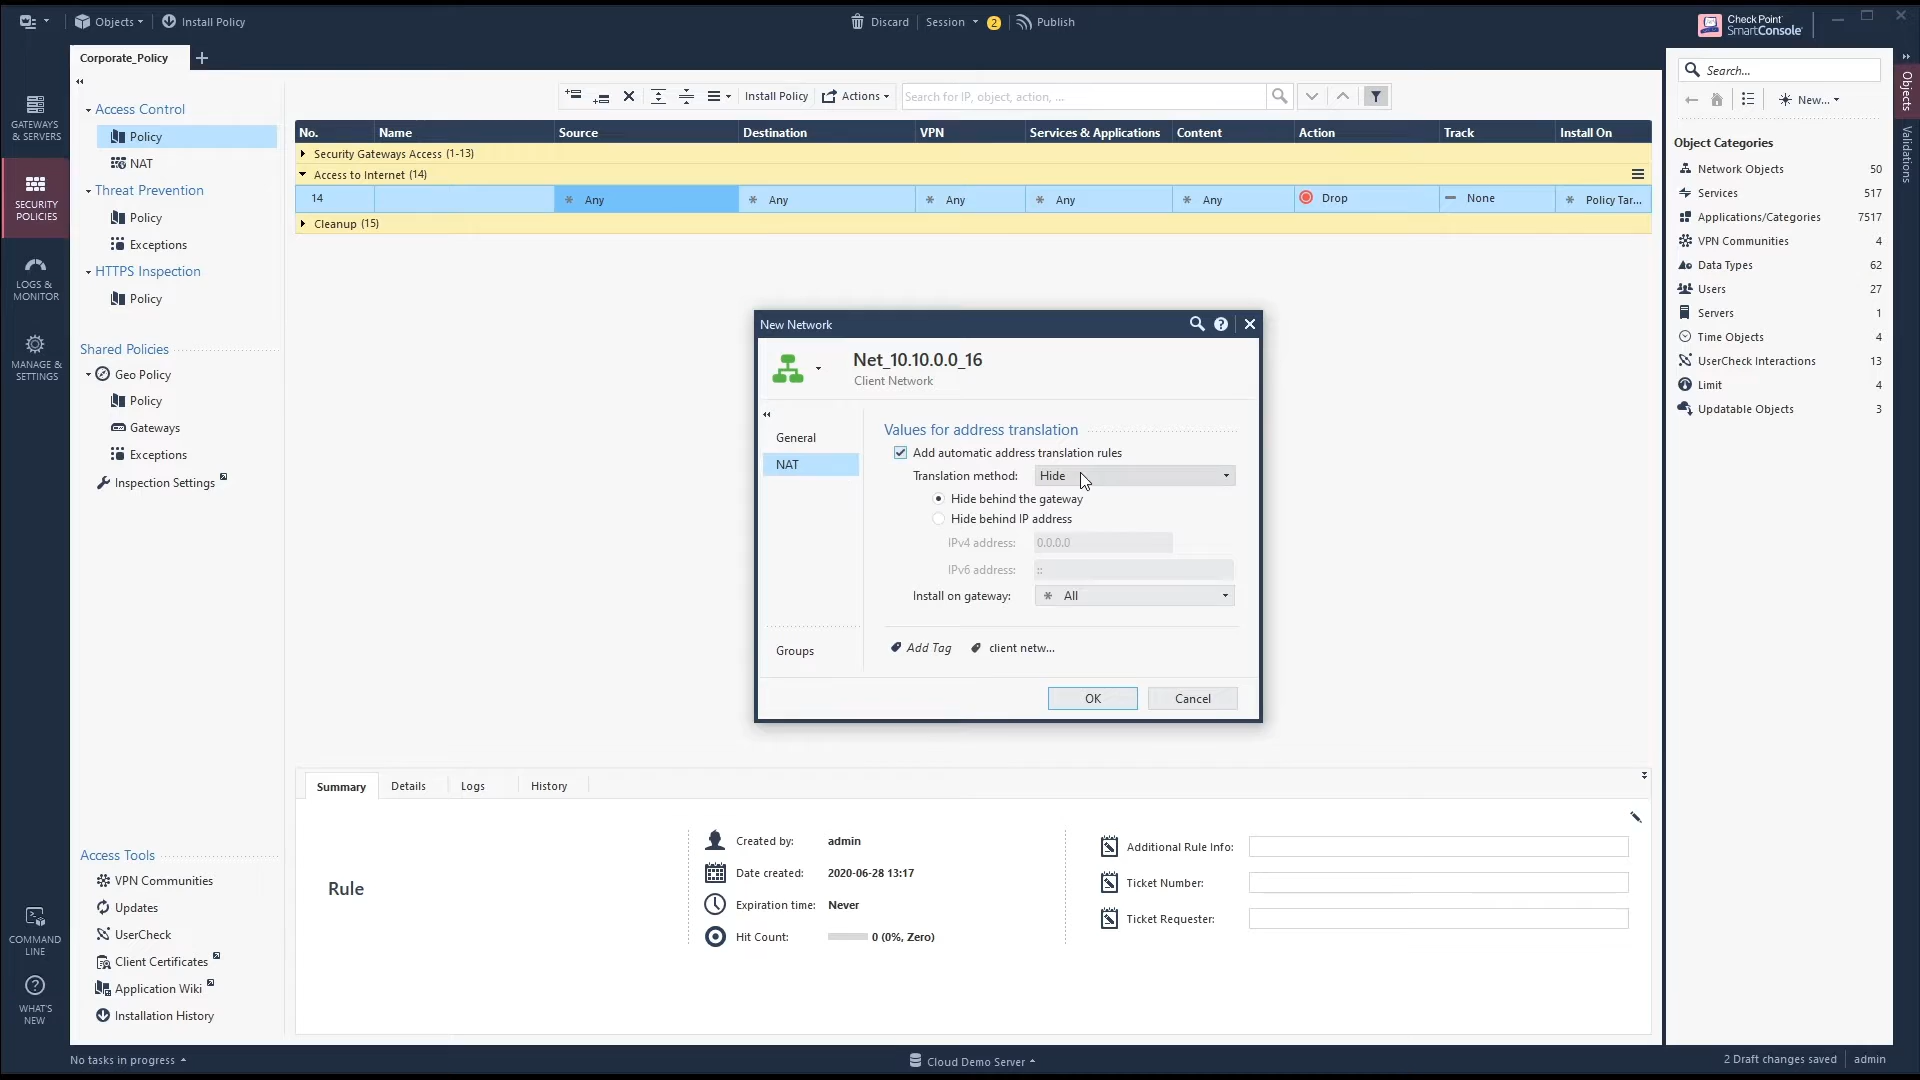 Objects
Install Policy
Discard
Session
2
Publish
Check Point
SmartConsole
Corporate_Policy
GATEWAYS
& SERVERS
SECURITY
POLICIES
LOGS &
MONITOR
MANAGE &
SETTINGS
COMMAND
LINE
WHAT'S
NEW
Access Control
Policy
NAT
Threat Prevention
Policy
Exceptions
HTTPS Inspection
Policy
Shared Policies
Geo Policy
Policy
Gateways
Exceptions
Inspection Settings
Access Tools
VPN Communities
Updates
UserCheck
Client Certificates
Application Wiki
Installation History
Install Policy
Actions
Search for IP, object, action, ...
No. Name Source Destination VPN Services & Applications Content Action Track Install On
Security Gateways Access (1-13)
Access to Internet (14)
14 Any Any Any Any Any Drop None Policy Tar...
Cleanup (15)
New Network
Net_10.10.0.0_16
Client Network
General
NAT
Groups
Values for address translation
Add automatic address translation rules
Translation method: Hide
Hide behind the gateway
Hide behind IP address
IPv4 address: 0.0.0.0
IPv6 address: ::
Install on gateway: All
Add Tag client netw...
OK Cancel
Summary Details Logs History
Rule
Created by: admin
Date created: 2020-06-28 13:17
Expiration time: Never
Hit Count: 0 (0%, Zero)
Additional Rule Info:
Ticket Number:
Ticket Requester:
Search...
New...
Object Categories
Network Objects 50
Services 517
Applications/Categories 7517
VPN Communities 4
Data Types 62
Users 27
Servers 1
Time Objects 4
UserCheck Interactions 13
Limit 4
Updatable Objects 3
Objects
Validations
No tasks in progress
Cloud Demo Server
2 Draft changes saved
admin